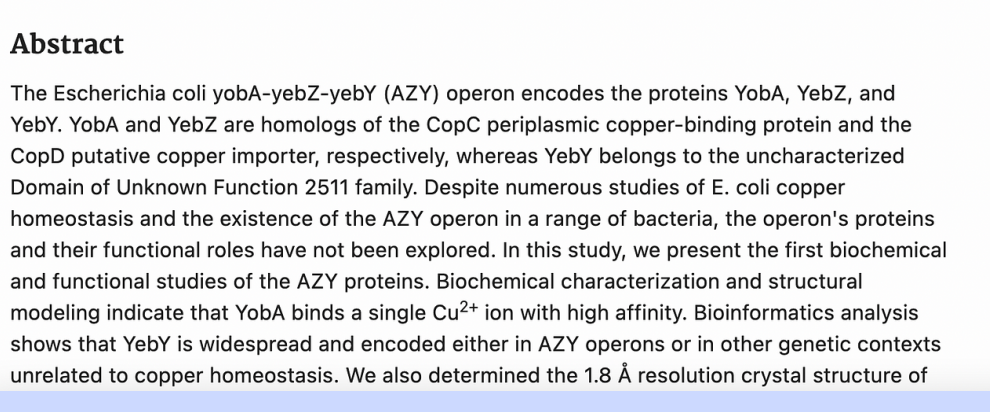 Abstract
The Escherichia coli yobA-yebZ-yebY (AZY) operon encodes the proteins YobA, YebZ, and
YebY. YobA and YebZ are homologs of the CopC periplasmic copper-binding protein and the
CopD putative copper importer, respectively, whereas YebY belongs to the uncharacterized
Domain of Unknown Function 2511 family. Despite numerous studies of E. coli copper
homeostasis and the existence of the AZY operon in a range of bacteria, the operon's proteins
and their functional roles have not been explored. In this study, we present the first biochemical
and functional studies of the AZY proteins. Biochemical characterization and structural
modeling indicate that YobA binds a single Cu²⁺ ion with high affinity. Bioinformatics analysis
shows that YebY is widespread and encoded either in AZY operons or in other genetic contexts
unrelated to copper homeostasis. We also determined the 1.8 Å resolution crystal structure of